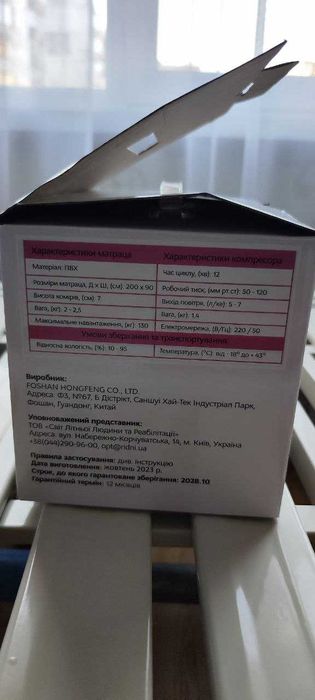 Характеристики матраца
Характеристики компресора
Матеріал: ПВХ
Час циклу, (хв): 12
Розміри матраца, Д х Ш, (см): 200 х 90
Робочий тиск, (мм рт.ст): 50 - 120
Висота комірів, (см): 7
Вихід повітря, (л/хв): 5 - 7
Вага, (кг): 2 - 2,5
Вага, (кг): 1.4
Максимальне навантаження, (кг): 130
Електромережа, (В/Гц): 220 / 50
Умови зберігання та транспортування
Відносна вологість, (%): 10 - 95
Температура, (°С) від - 18° до + 43°
Виробник:
FOSHAN HONGFENG CO., LTD.
Адреса Ф3, №67, Б Дістрікт, Саншуі Хай-Тек Індустріал Парк,
Фошан, Гуандонг, Китай
Уповноважений представник:
ТОВ «Світ Літньої Людини та Реабілітації»
Адреса: вул. Набережно-Корчуватська, 14, м. Київ, Україна
+38(044)290-96-00, opt@ridni.ua
Правила застосування: див. інструкцію
Дата виготовлення: жовтень 2023 р.
Строк, до якого гарантоване зберігання: 2028.10
Гарантійний термін: 12 місяців